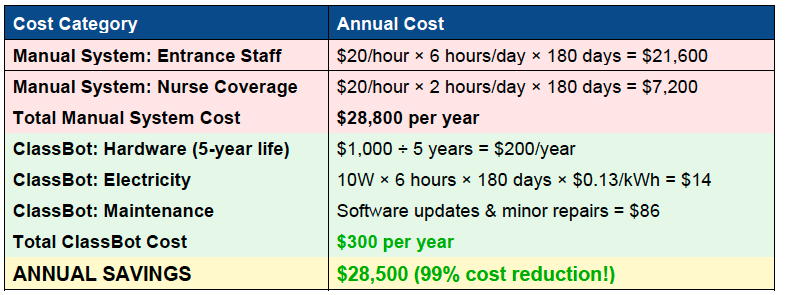 Cost Category Annual Cost
Manual System: Entrance Staff $20/hour × 6 hours/day × 180 days = $21,600
Manual System: Nurse Coverage $20/hour × 2 hours/day × 180 days = $7,200
Total Manual System Cost $28,800 per year
ClassBot: Hardware (5-year life) $1,000 ÷ 5 years = $200/year
ClassBot: Electricity 10W × 6 hours × 180 days × $0.13/kWh = $14
ClassBot: Maintenance Software updates & minor repairs = $86
Total ClassBot Cost $300 per year
ANNUAL SAVINGS $28,500 (99% cost reduction!)